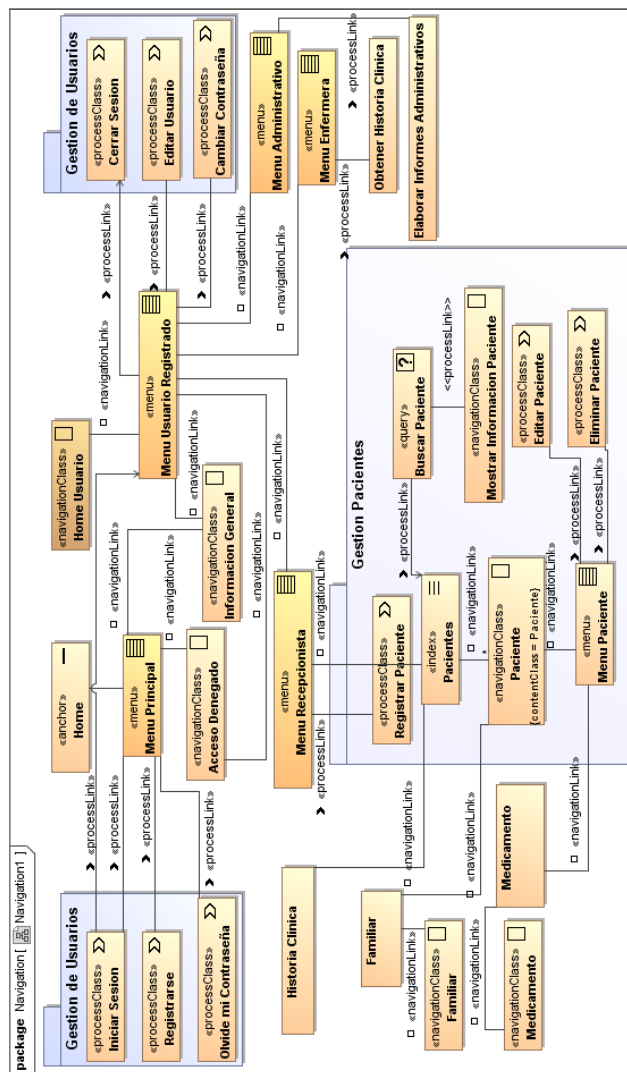 package Navigation [ Navigation1 ]
Gestion de Usuarios
«processClass»
Iniciar Sesion
«processClass»
Registrarse
«processClass»
Olvide mi Contraseña
«processLink»
«processLink»
«processLink»
«processLink»
«anchor»
Home
«menu»
Menu Principal
«navigationClass»
Acceso Denegado
«navigationLink»
«navigationLink»
«navigationClass»
Informacion General
«navigationLink»
«navigationLink»
«navigationClass»
Home Usuario
«navigationLink»
«menu»
Menu Usuario Registrado
«processLink»
«processLink»
«processLink»
«navigationLink»
«navigationLink»
Gestion de Usuarios
«processClass»
Cerrar Sesion
«processClass»
Editar Usuario
«processClass»
Cambiar Contraseña
«menu»
Menu Administrativo
«menu»
Menu Enfermera
«processLink»
«processLink»
Obtener Historia Clinica
Elaborar Informes Administrativos
Historia Clinica
«menu»
Menu Recepcionista
«processLink»
«navigationLink»
Gestion Pacientes
«processClass»
Registrar Paciente
«index»
Pacientes
«processLink»
«query»
Buscar Paciente
<<processLink>>
«navigationClass»
Mostrar Informacion Paciente
«navigationLink»
*
«navigationClass»
Paciente
{contentClass = Paciente}
«navigationLink»
«menu»
Menu Paciente
«processLink»
«processLink»
«processClass»
Editar Paciente
«processClass»
Eliminar Paciente
Familiar
«navigationLink»
«navigationLink»
«navigationLink»
«navigationClass»
Familiar
Medicamento
«navigationLink»
«navigationLink»
«navigationClass»
Medicamento